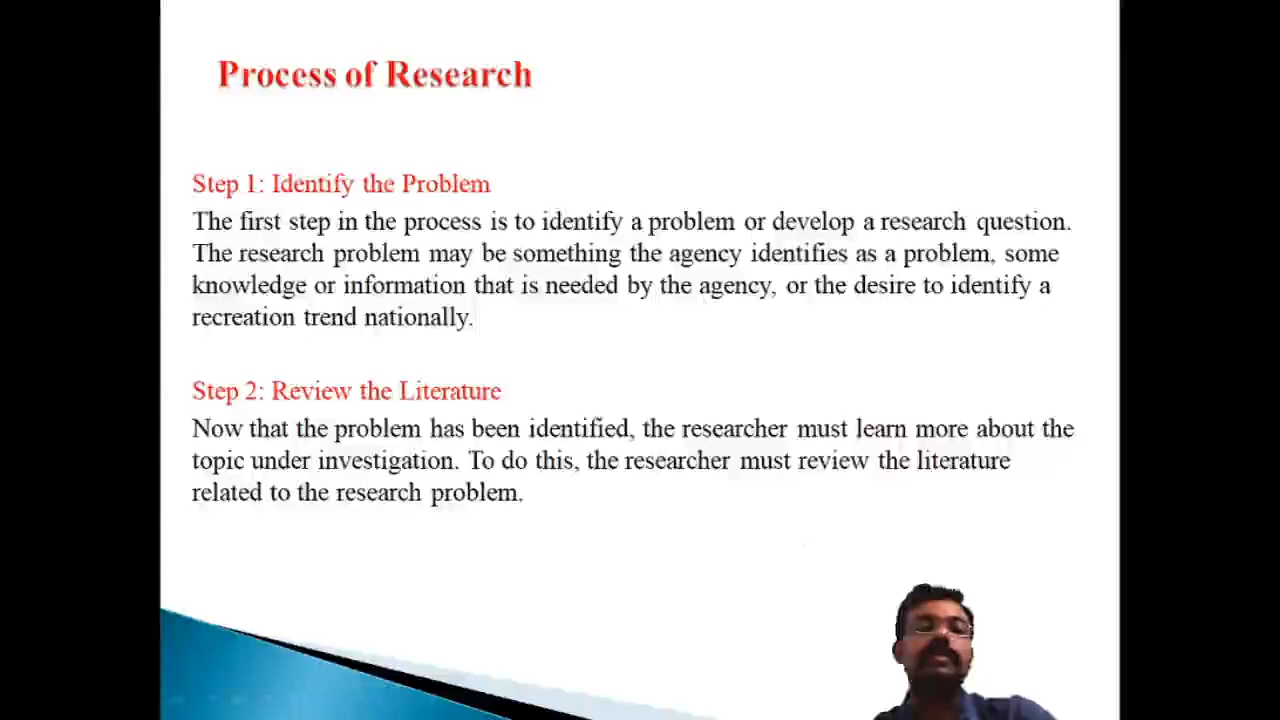 Process of Research
Step 1: Identify the Problem
The first step in the process is to identify a problem or develop a research question.
The research problem may be something the agency identifies as a problem, some
knowledge or information that is needed by the agency, or the desire to identify a
recreation trend nationally.
Step 2: Review the Literature
Now that the problem has been identified, the researcher must learn more about the
topic under investigation. To do this, the researcher must review the literature
related to the research problem.